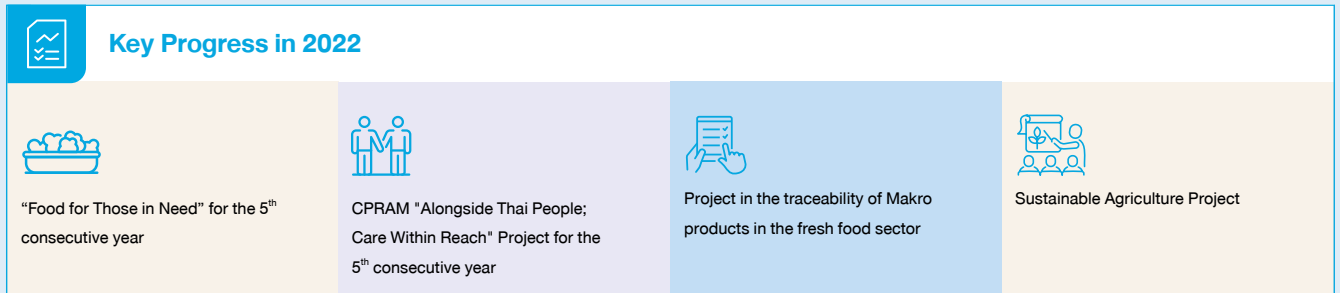 Key Progress in 2022
“Food for Those in Need” for the 5th
consecutive year
CPRAM "Alongside Thai People;
Care Within Reach" Project for the
5th consecutive year
Project in the traceability of Makro
products in the fresh food sector
Sustainable Agriculture Project